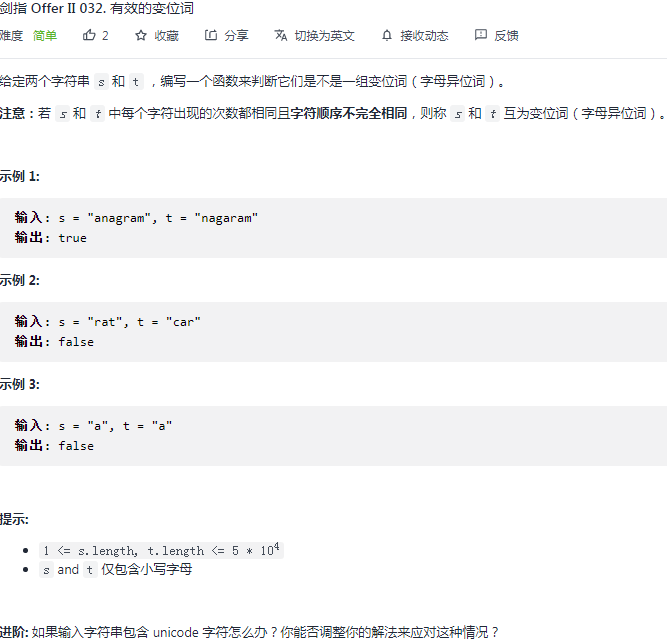 剑指 Offer II 032. 有效的变位词
难度 简单 2 收藏 分享 切换为英文 接收动态 反馈
给定两个字符串 s 和 t ，编写一个函数来判断它们是不是一组变位词（字母异位词）。
注意：若 s 和 t 中每个字符出现的次数都相同且字符顺序不完全相同，则称 s 和 t 互为变位词（字母异位词）。
示例 1:
输入: s = "anagram", t = "nagaram"
输出: true
示例 2:
输入: s = "rat", t = "car"
输出: false
示例 3:
输入: s = "a", t = "a"
输出: false
提示:
• 1 <= s.length, t.length <= 5 * 10⁴
• s and t 仅包含小写字母
进阶: 如果输入字符串包含 unicode 字符怎么办？你能否调整你的解法来应对这种情况？